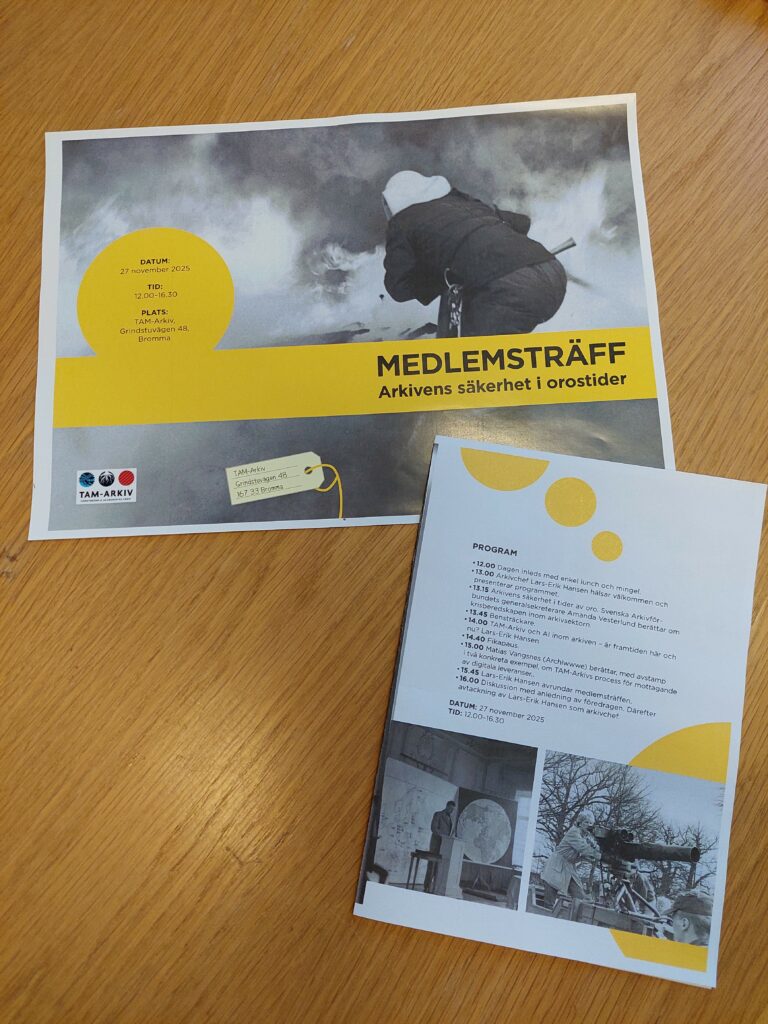 DATUM:
27 november 2025
TID:
12.00–16.30
PLATS:
TAM-Arkiv,
Grindstuvägen 48,
Bromma
MEDLEMSTRÄFF
Arkivens säkerhet i orostider
TAM-ARKIV
TAM-Arkiv
Grindstuvägen 48
167 33 Bromma
PROGRAM
• 12.00 Dagen inleds med enkel lunch och mingel.
• 13.00 Arkivchef Lars-Erik Hansen hälsar välkommen och
presenterar programmet.
• 13.15 Arkivens säkerhet i tider av oro. Svenska Arkivför-
bundets generalsekreterare Amanda Vesterlund berättar om
krisberedskapen inom arkivsektorn.
• 13.45 Bensträckare.
• 14.00 TAM-Arkiv och AI inom arkiven – är framtiden här och
nu? Lars-Erik Hansen
• 14.40 Fikapaus.
• 15.00 Matias Vangsnes (Archiwwwe) berättar, med avstamp
i två konkreta exempel, om TAM-Arkivs process för mottagande
av digitala leveranser.
• 15.45 Lars-Erik Hansen avrundar medlemsträffen.
• 16.00 Diskussion med anledning av föredragen. Därefter
avtackning av Lars-Erik Hansen som arkivchef.
DATUM: 27 november 2025
TID: 12.00–16.30